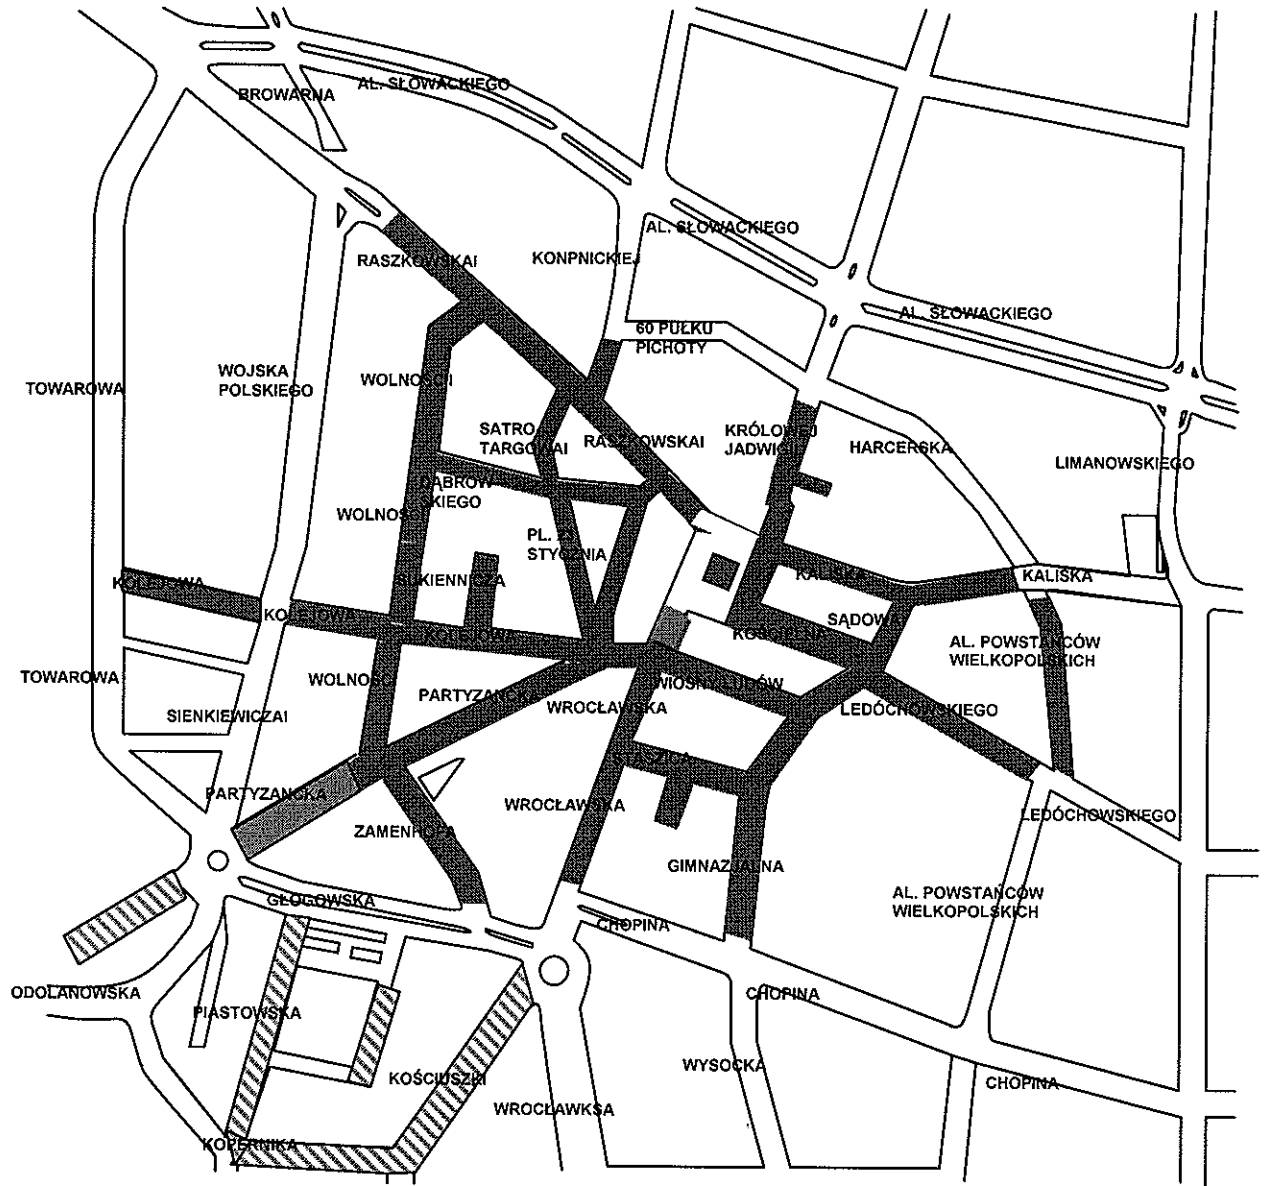 AL. SŁOWACKIEGO
BROWARNA
AL. SŁOWACKIEGO
RASZKOWSKAI
KONPNICKIEJ
AL. SŁOWACKIEGO
60 PUŁKU
PICHOTY
TOWAROWA
WOJSKA
POLSKIEGO
WOLNOŚCI
SATRO
TARGOWAI
RASZKOWSKAI
KRÓLOWEJ
JADWIGI
HARCERSKA
LIMANOWSKIEGO
DĄBROW
SKIEGO
WOLNOŚCI
PL. 23
STYCZNIA
KOLEJOWA
SUKIENNICZA
KALISKA
KALISKA
KOLEJOWA
KOLEJOWA
KOŚCIELNA
SĄDOWA
AL. POWSTAŃCÓW
WIELKOPOLSKICH
TOWAROWA
WOLNOŚCI
PARTYZANCKA
WIOSNY LUDÓW
WROCŁAWSKA
LEDÓCHOWSKIEGO
SIENKIEWICZAI
STASZICA
PARTYZANCKA
WROCŁAWSKA
LEDÓCHOWSKIEGO
ZAMENHOFA
GIMNAZJALNA
GŁOGOWSKA
AL. POWSTAŃCÓW
WIELKOPOLSKICH
CHOPINA
ODOLANOWSKA
CHOPINA
PIASTOWSKA
WYSOCKA
KOŚCIUSZKI
CHOPINA
WROCŁAWKSA
KOPERNIKA